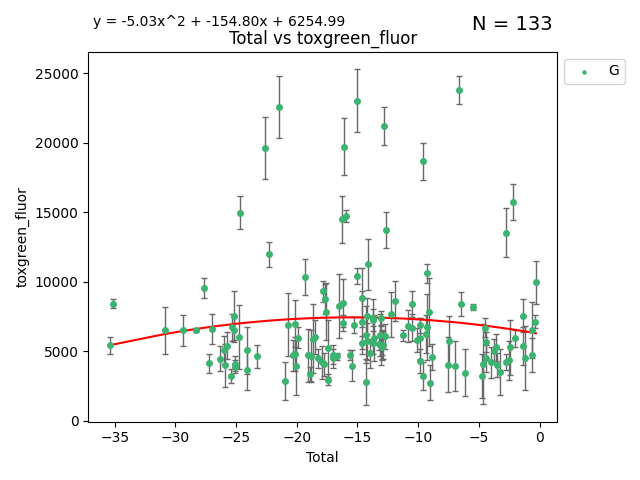 y = -5.03x^2 + -154.80x + 6254.99
N = 133
Total vs toxgreen_fluor
G
25000
20000
15000
10000
5000
0
toxgreen_fluor
−35 −30 −25 −20 −15 −10 −5 0
Total